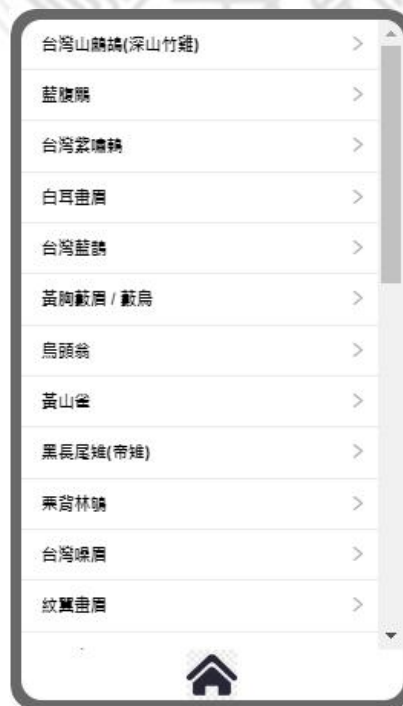 台灣山鷓鴣(深山竹雞)
藍腹鷴
台灣紫嘯鶇
白耳畫眉
台灣藍鵲
黃胸藪眉 / 藪鳥
烏頭翁
黃山雀
黑長尾雉(帝雉)
栗背林鴝
台灣噪眉
紋翼畫眉